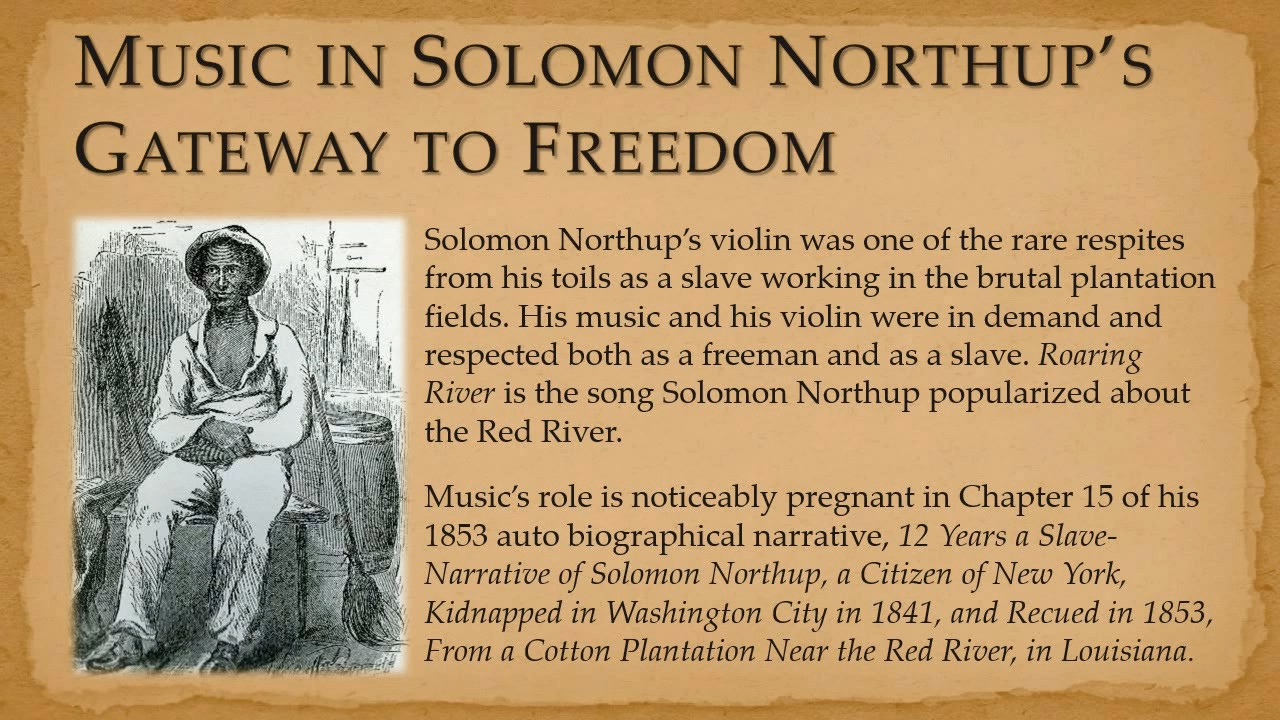 Music in Solomon Northup’s
Gateway to Freedom
Solomon Northup’s violin was one of the rare respites
from his toils as a slave working in the brutal plantation
fields. His music and his violin were in demand and
respected both as a freeman and as a slave. Roaring
River is the song Solomon Northup popularized about
the Red River.
Music’s role is noticeably pregnant in Chapter 15 of his
1853 auto biographical narrative, 12 Years a Slave-
Narrative of Solomon Northup, a Citizen of New York,
Kidnapped in Washington City in 1841, and Recued in 1853,
From a Cotton Plantation Near the Red River, in Louisiana.